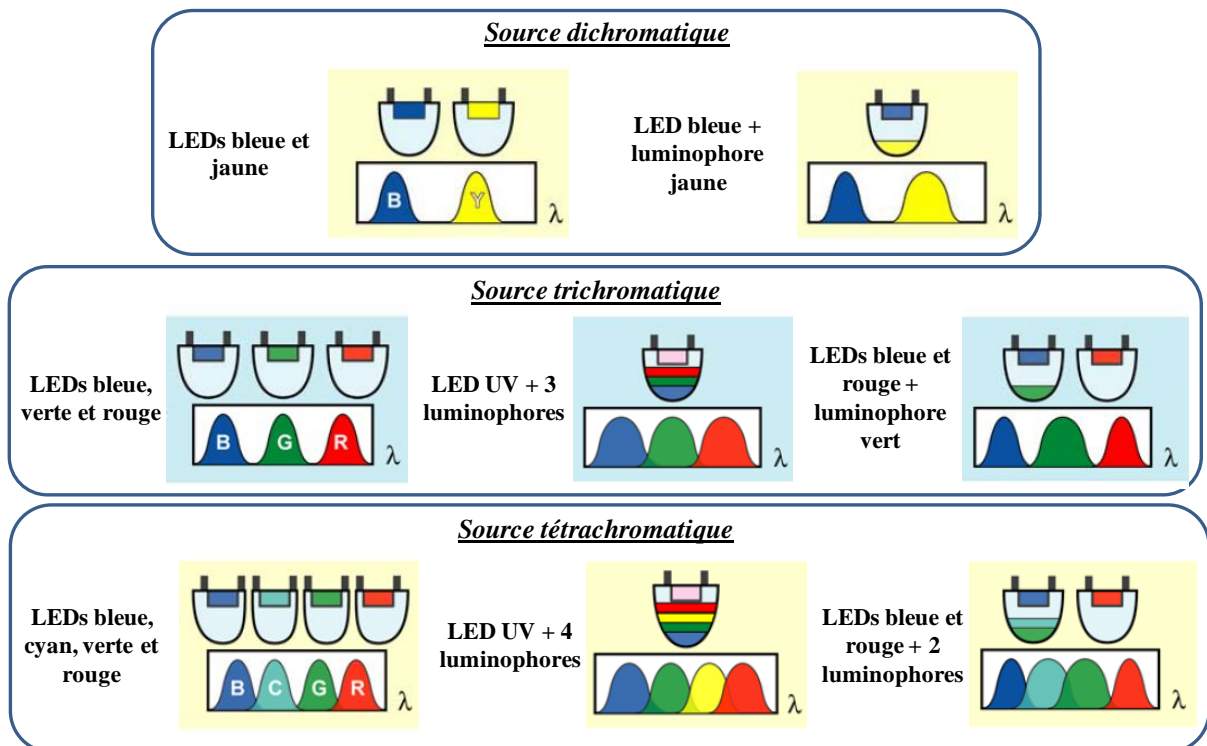 Source dichromatique
LEDs bleue et
jaune
B
Y
λ
LED bleue +
luminophore
jaune
λ
Source trichromatique
LEDs bleue,
verte et rouge
B G R
λ
LED UV + 3
luminophores
λ
LEDs bleue et
rouge +
luminophore
vert
λ
Source tétrachromatique
LEDs bleue,
cyan, verte et
rouge
B C G R
λ
LED UV + 4
luminophores
λ
LEDs bleue et
rouge + 2
luminophores
λ